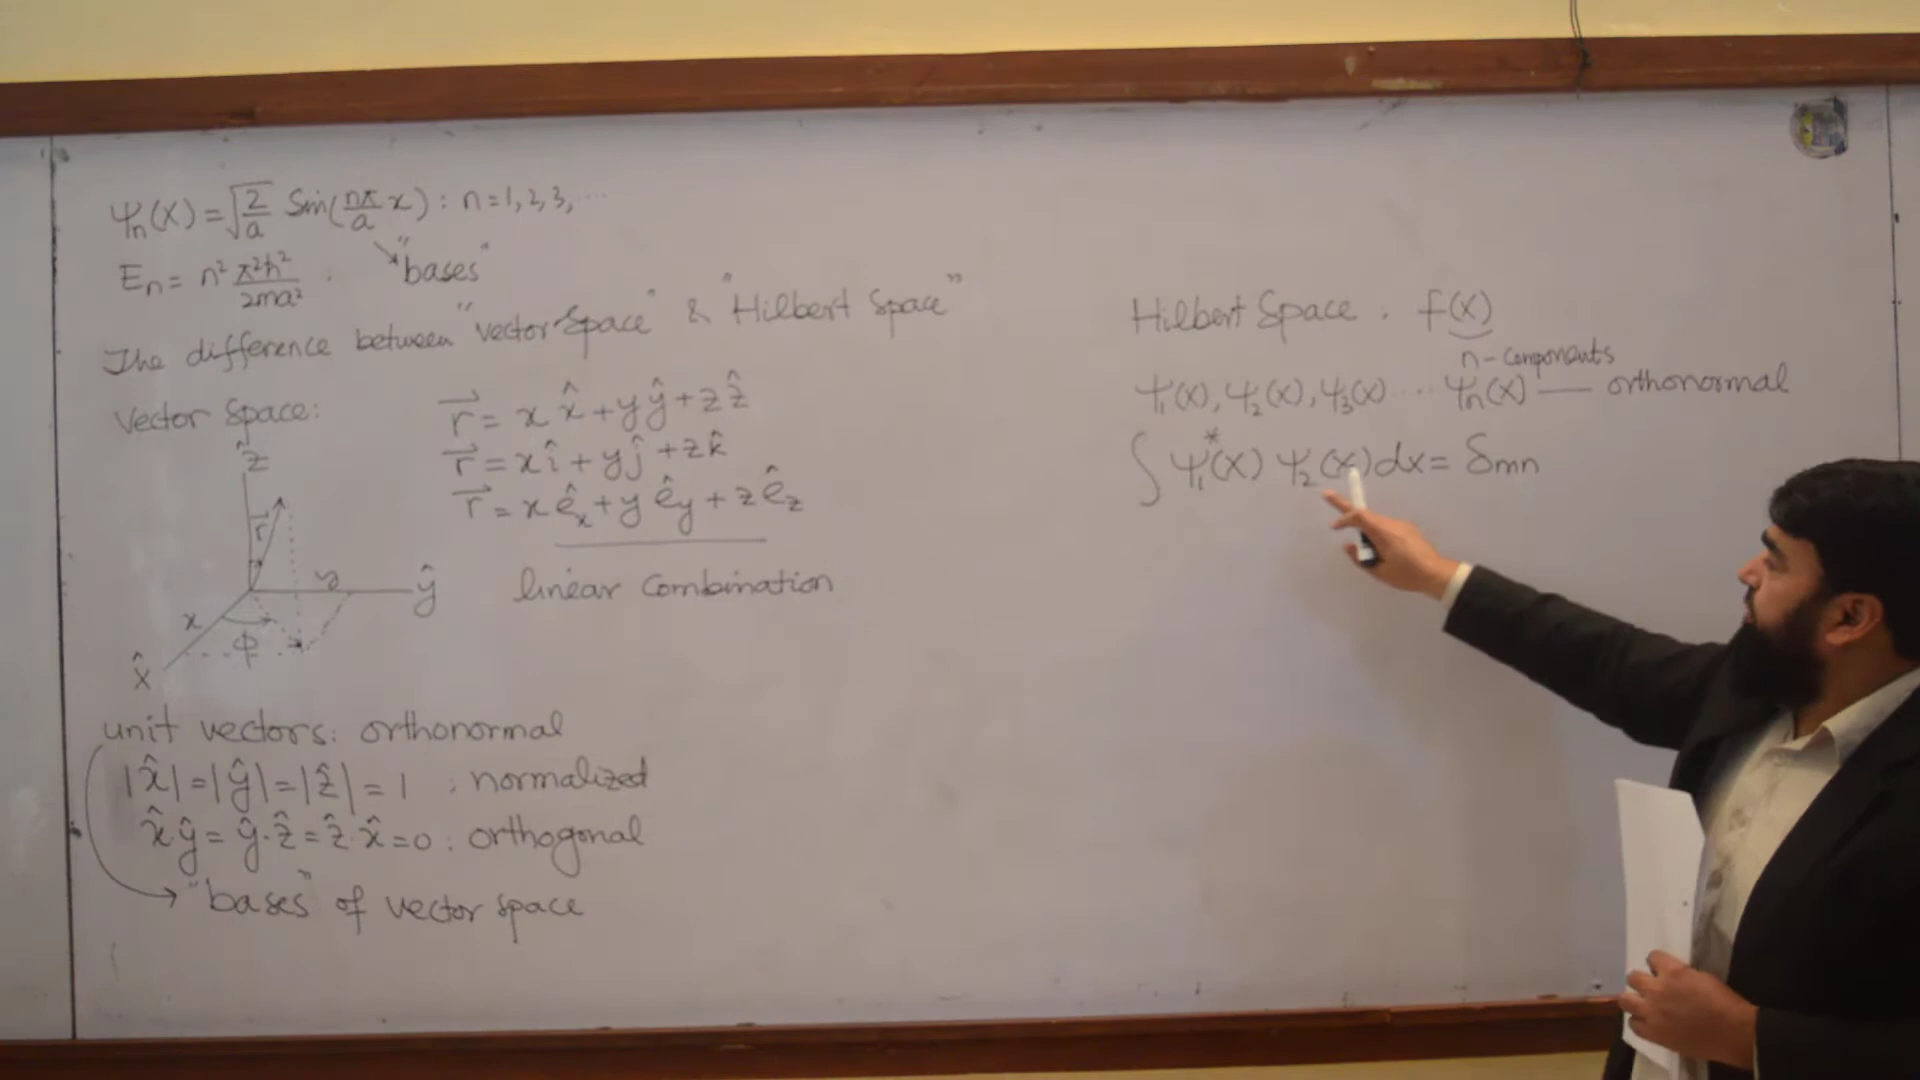 ψn(x) = √(2/a) Sin(nπ/a x) : n = 1, 2, 3, ...
"bases"
En = n² π²ħ²/2ma² .
The difference between "vector Space" & "Hilbert Space"
Vector Space:
r⃗ = x x̂ + y ŷ + z ẑ
r⃗ = x î + y ĵ + z k̂
r⃗ = x êx + y êy + z êz
linear Combination
ẑ
r⃗
y
ŷ
x
φ
x̂
unit vectors: orthonormal
|x̂| = |ŷ| = |ẑ| = 1 : normalized
x̂.ŷ = ŷ.ẑ = ẑ.x̂ = 0 : orthogonal
"bases" of vector space
Hilbert Space : f(x)
n-components
ψ1(x), ψ2(x), ψ3(x) ... ψn(x) — orthonormal
∫ ψ1*(x) ψ2(x) dx = δmn